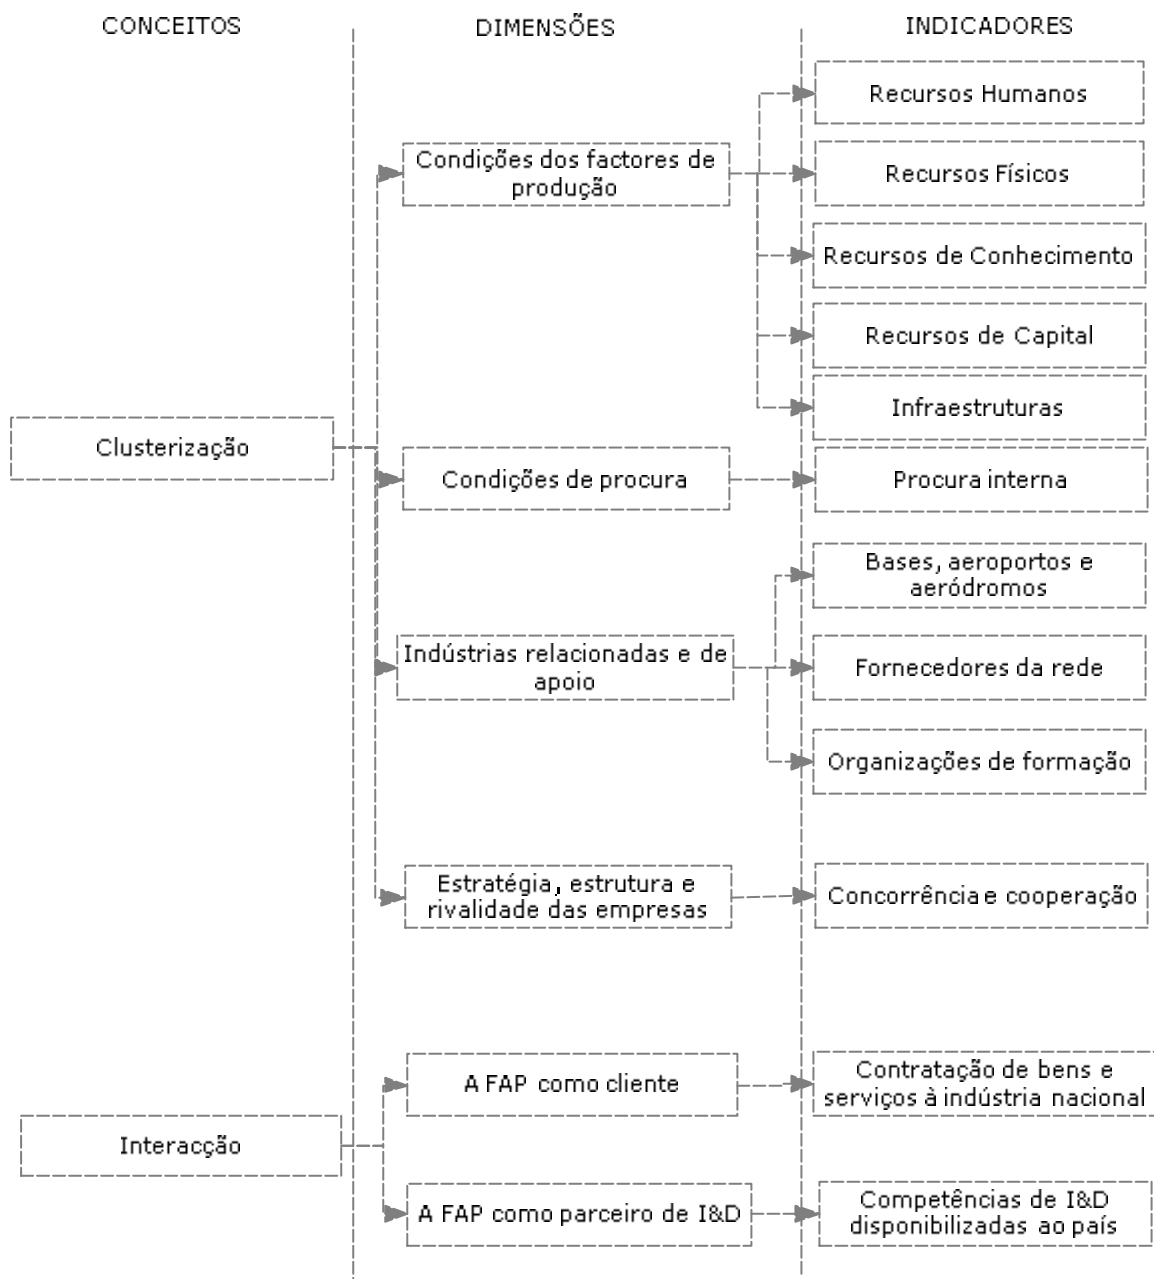 CONCEITOS
DIMENSÕES
INDICADORES
Recursos Humanos
Condições dos factores de
produção
Recursos Físicos
Recursos de Conhecimento
Recursos de Capital
Infraestruturas
Clusterização
Condições de procura
Procura interna
Bases, aeroportos e
aeródromos
Indústrias relacionadas e de
apoio
Fornecedores da rede
Organizações de formação
Estratégia, estrutura e
rivalidade das empresas
Concorrência e cooperação
A FAP como cliente
Contratação de bens e
serviços à indústria nacional
Interacção
A FAP como parceiro de I&D
Competências de I&D
disponibilizadas ao país